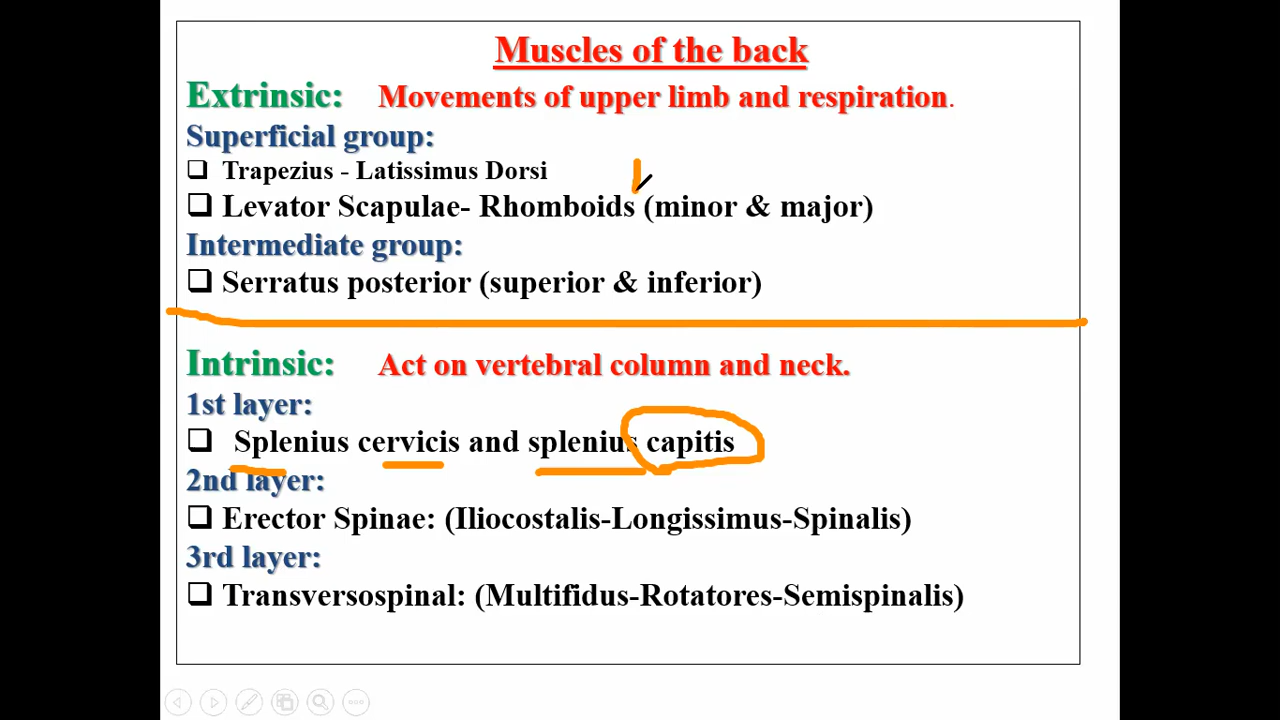 Muscles of the back
Extrinsic: Movements of upper limb and respiration.
Superficial group:
Trapezius - Latissimus Dorsi
Levator Scapulae- Rhomboids (minor & major)
Intermediate group:
Serratus posterior (superior & inferior)
Intrinsic: Act on vertebral column and neck.
1st layer:
Splenius cervicis and splenius capitis
2nd layer:
Erector Spinae: (Iliocostalis-Longissimus-Spinalis)
3rd layer:
Transversospinal: (Multifidus-Rotatores-Semispinalis)